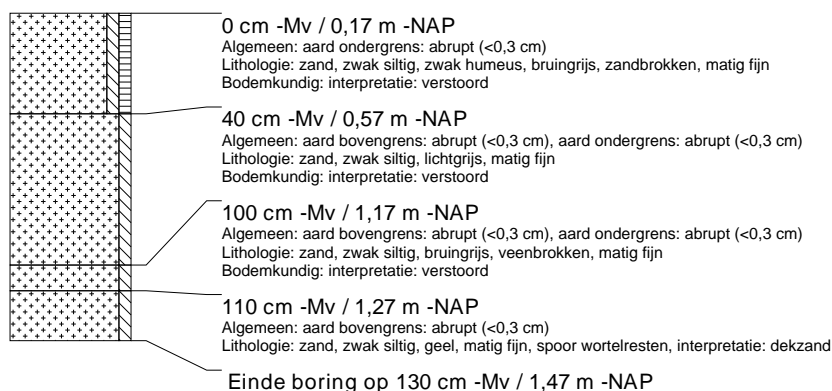 0 cm -Mv / 0,17 m -NAP
Algemeen: aard ondergrens: abrupt (<0,3 cm)
Lithologie: zand, zwak siltig, zwak humeus, bruingrijs, zandbrokken, matig fijn
Bodemkundig: interpretatie: verstoord
40 cm -Mv / 0,57 m -NAP
Algemeen: aard bovengrens: abrupt (<0,3 cm), aard ondergrens: abrupt (<0,3 cm)
Lithologie: zand, zwak siltig, lichtgrijs, matig fijn
Bodemkundig: interpretatie: verstoord
100 cm -Mv / 1,17 m -NAP
Algemeen: aard bovengrens: abrupt (<0,3 cm), aard ondergrens: abrupt (<0,3 cm)
Lithologie: zand, zwak siltig, bruingrijs, veenbrokken, matig fijn
Bodemkundig: interpretatie: verstoord
110 cm -Mv / 1,27 m -NAP
Algemeen: aard bovengrens: abrupt (<0,3 cm)
Lithologie: zand, zwak siltig, geel, matig fijn, spoor wortelresten, interpretatie: dekzand
Einde boring op 130 cm -Mv / 1,47 m -NAP